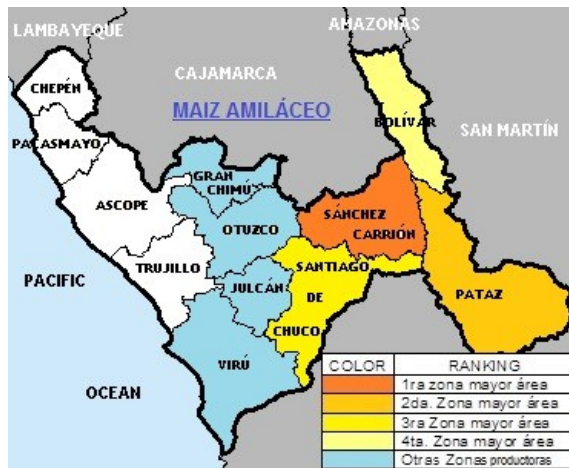 LAMBAYEQUE
AMAZONAS
CAJAMARCA
CHEPÉN
MAIZ AMILÁCEO
BOLÍVAR
SAN MARTÍN
PACASMAYO
GRAN
CHIMÚ
ASCOPE
SÁNCHEZ
CARRIÓN
OTUZCO
TRUJILLO
SANTIAGO
PACIFIC
JULCÁN
DE
PATAZ
CHUCO
VIRÚ
OCEAN
COLOR RANKING
1ra zona mayor área
2da. Zona mayor área
3ra Zona mayor área
4ta. Zona mayor área
Otras Zonas productoras